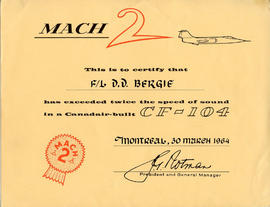 MACH 2
This is to certify that
F/L D.D. BERGIE
has exceeded twice the speed of sound
in a Canadair-built CF-104
MONTREAL, 30 MARCH 1964
MACH
2
President and General Manager